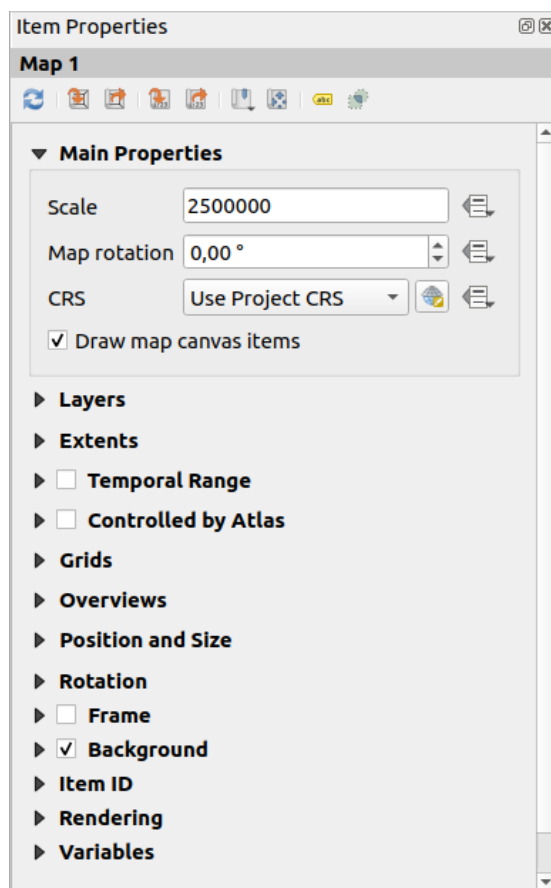 Item Properties
Map 1
Main Properties
Scale 2500000
Map rotation 0,00 °
CRS Use Project CRS
Draw map canvas items
Layers
Extents
Temporal Range
Controlled by Atlas
Grids
Overviews
Position and Size
Rotation
Frame
Background
Item ID
Rendering
Variables